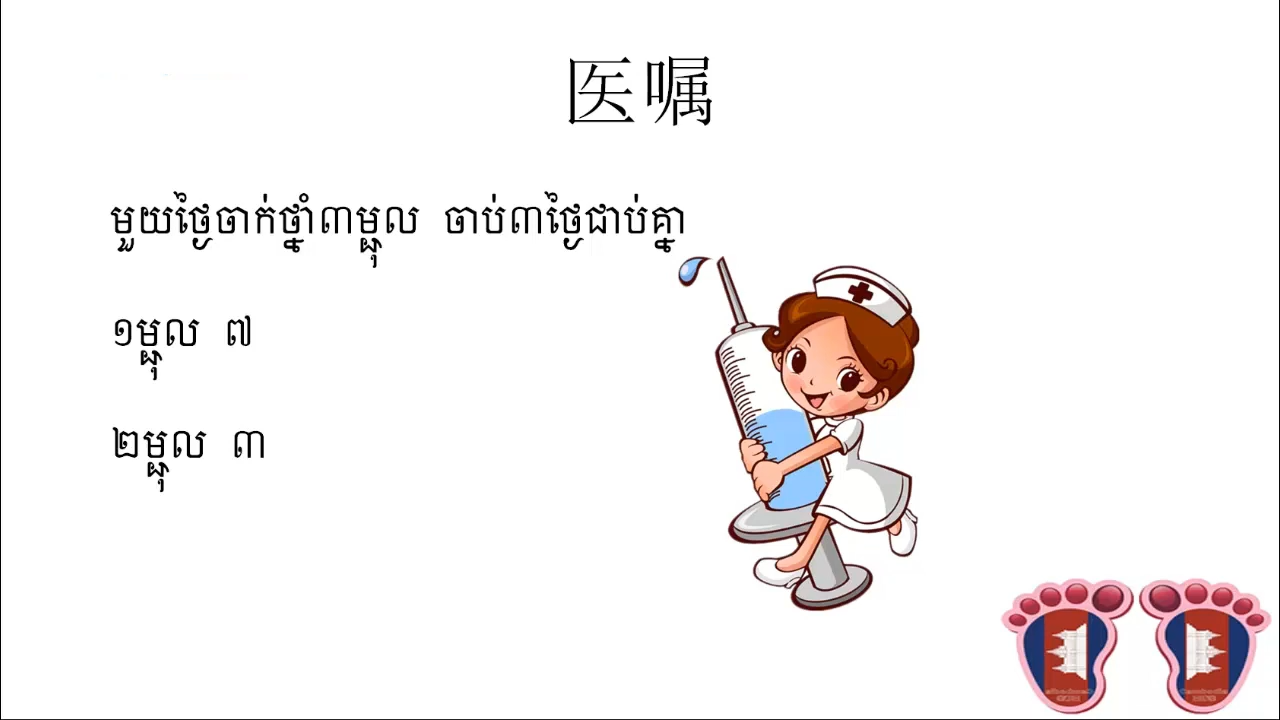 医嘱
មួយថ្ងៃចាក់ថ្នាំ៣ម្ជុល ចាប់៣ថ្ងៃជាប់គ្នា
១ម្ជុល ៧
២ម្ជុល ៣